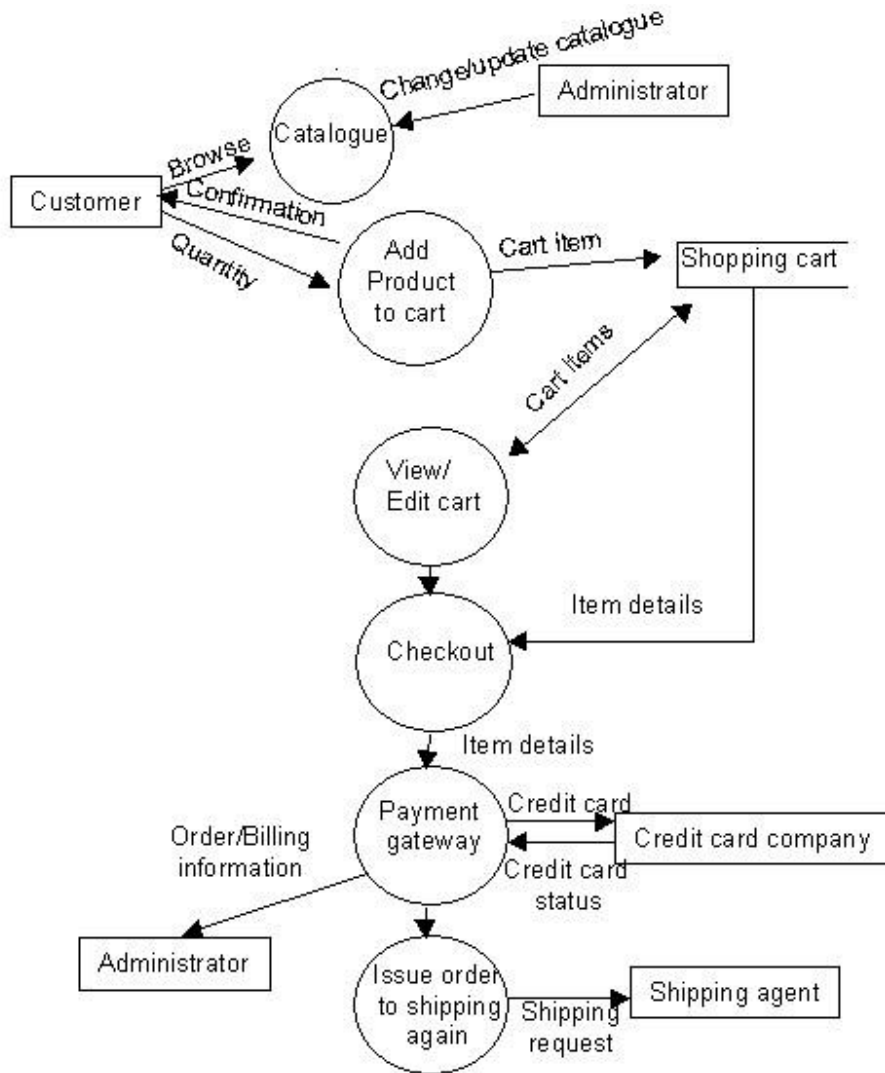 Change/update catalogue
Administrator
Catalogue
Browse
Customer
Confirmation
Quantity
Add
Product
to cart
Cart item
Shopping cart
Cart Items
View/
Edit cart
Item details
Checkout
Item details
Payment
gateway
Credit card
Credit card company
Credit card
status
Order/Billing
information
Administrator
Issue order
to shipping
again
Shipping
request
Shipping agent